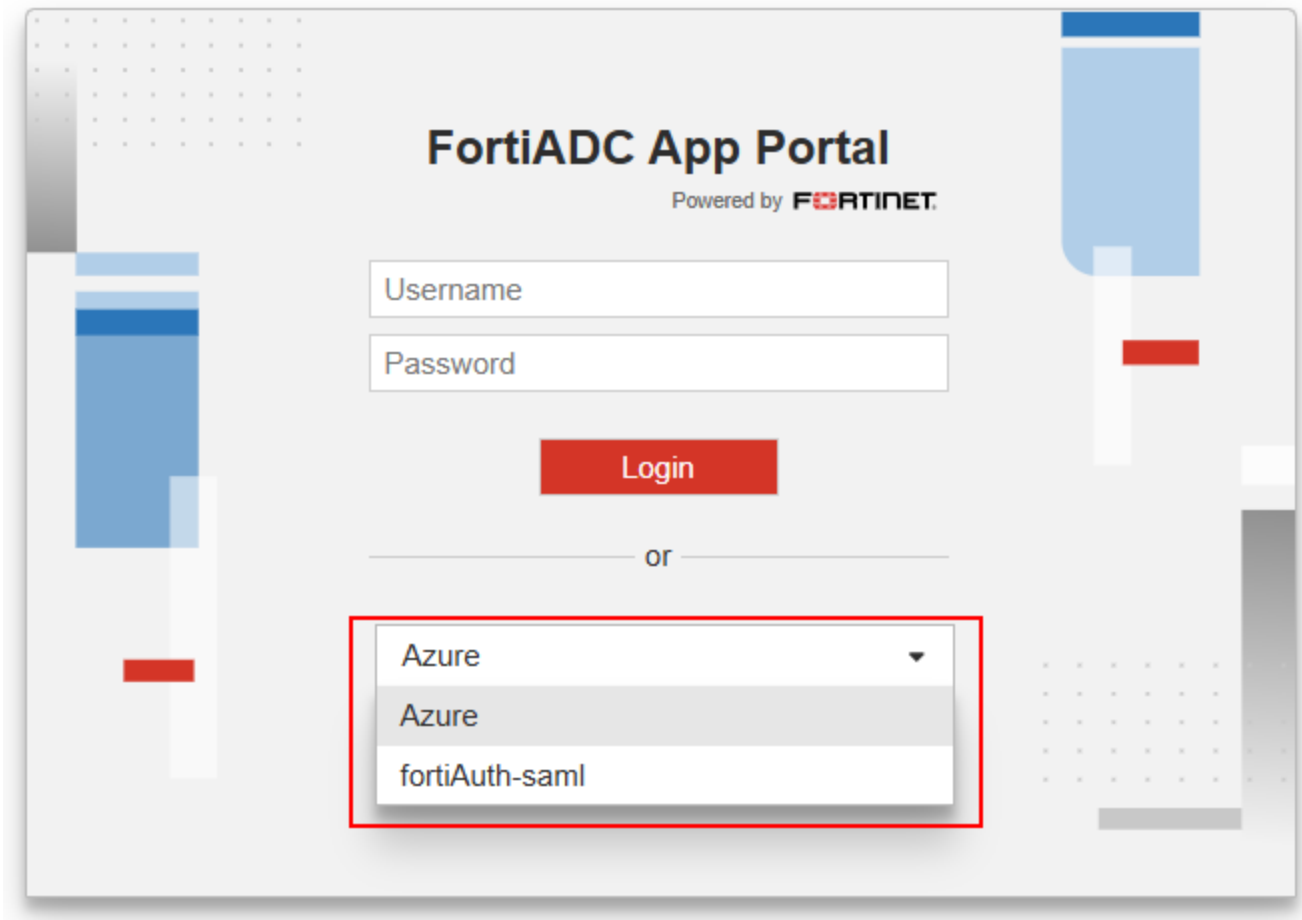 FortiADC App Portal
Powered by FORTINET
Username
Password
Login
or
Azure
Azure
fortiAuth-saml